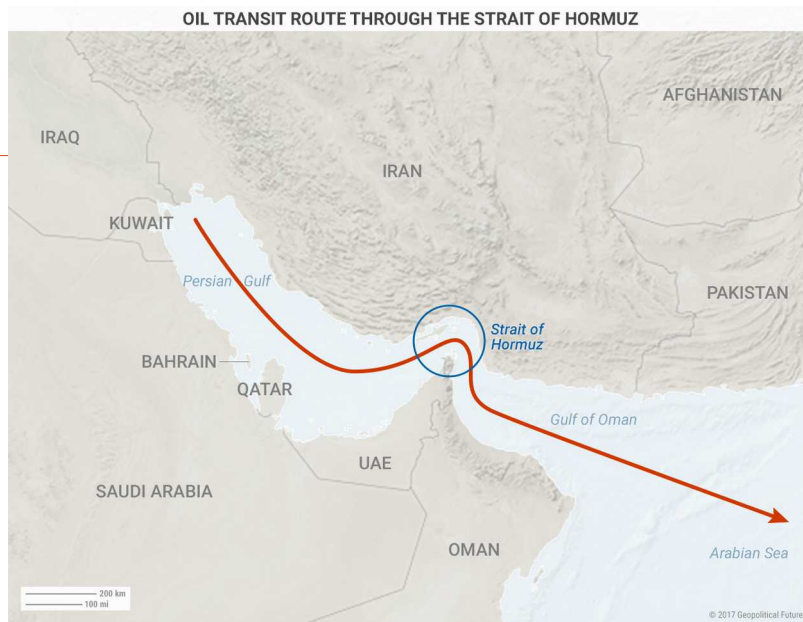 OIL TRANSIT ROUTE THROUGH THE STRAIT OF HORMUZ
AFGHANISTAN
IRAQ
IRAN
KUWAIT
Persian Gulf
PAKISTAN
Strait of
Hormuz
BAHRAIN
QATAR
Gulf of Oman
UAE
SAUDI ARABIA
OMAN
Arabian Sea
200 km
100 mi
© 2017 Geopolitical Future